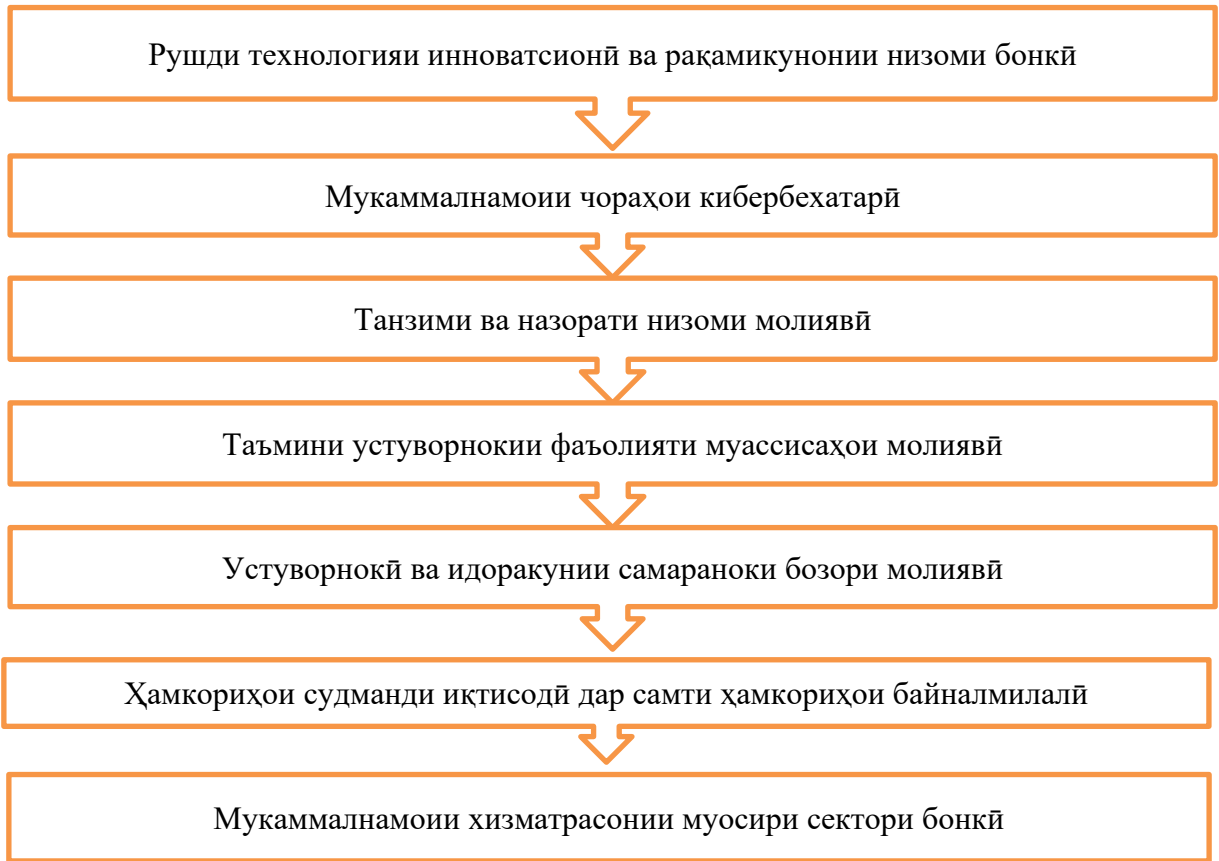 Рушди технологияи инноватсионӣ ва рақамикунонии низоми бонкӣ
Мукаммалнамоии чораҳои кибербехатарӣ
Танзими ва назорати низоми молиявӣ
Таъмини устуворнокии фаъолияти муассисаҳои молиявӣ
Устуворнокӣ ва идоракунии самараноки бозори молиявӣ
Ҳамкориҳои судманди иқтисодӣ дар самти ҳамкориҳои байналмилалӣ
Мукаммалнамоии хизматрасонии муосири сектори бонкӣ